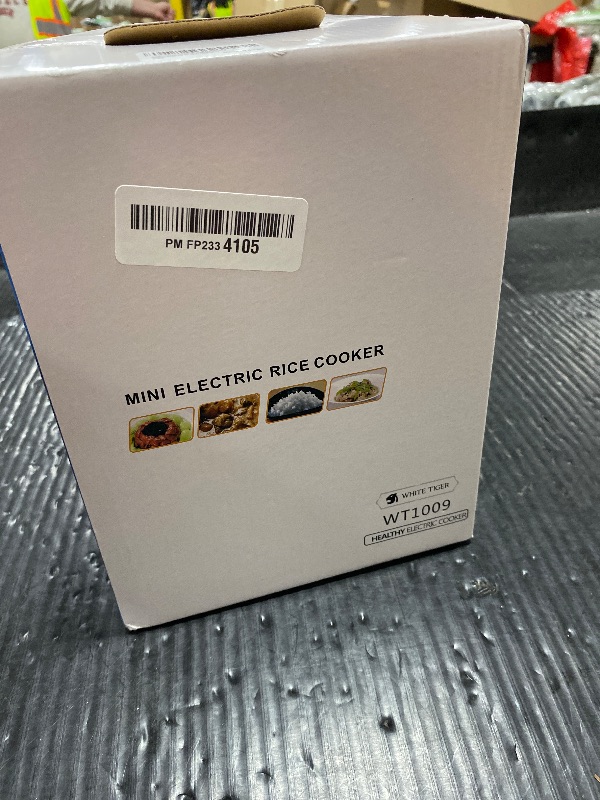 PM FP233 4105
MINI ELECTRIC RICE COOKER
WHITE TIGER
WT1009
HEALTHY ELECTRIC COOKER